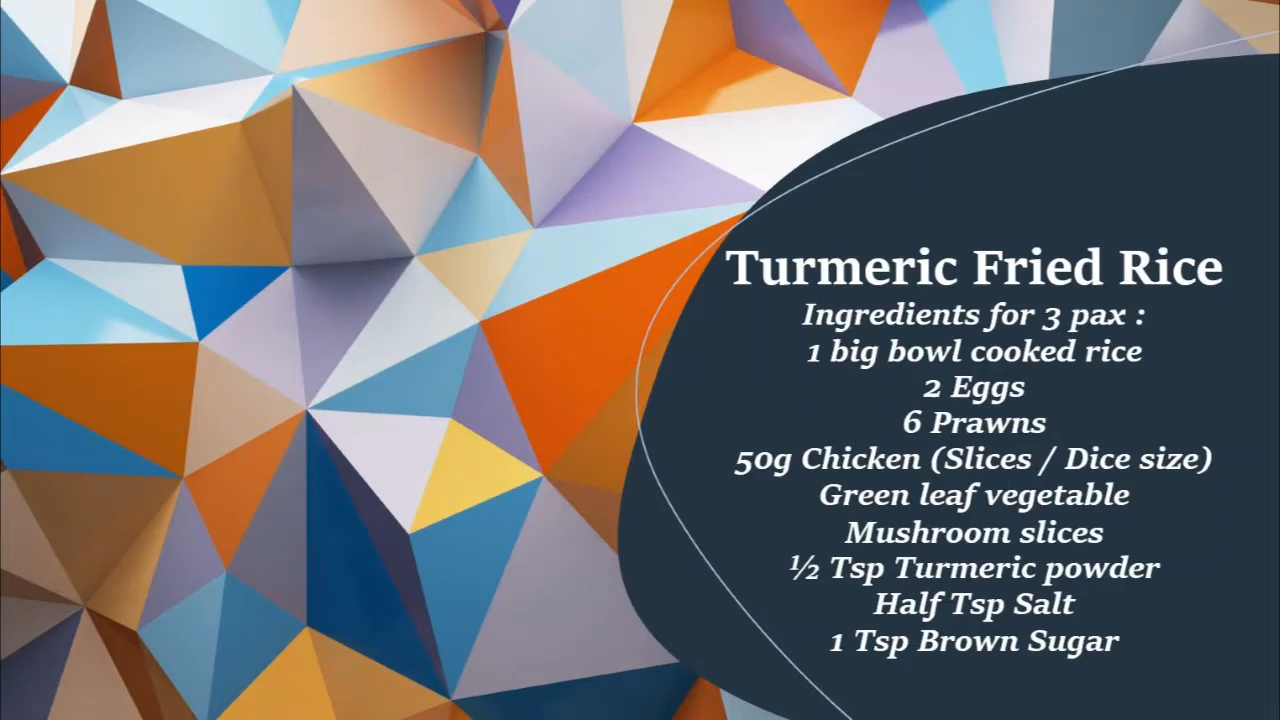 Turmeric Fried Rice
Ingredients for 3 pax :
1 big bowl cooked rice
2 Eggs
6 Prawns
50g Chicken (Slices / Dice size)
Green leaf vegetable
Mushroom slices
½ Tsp Turmeric powder
Half Tsp Salt
1 Tsp Brown Sugar